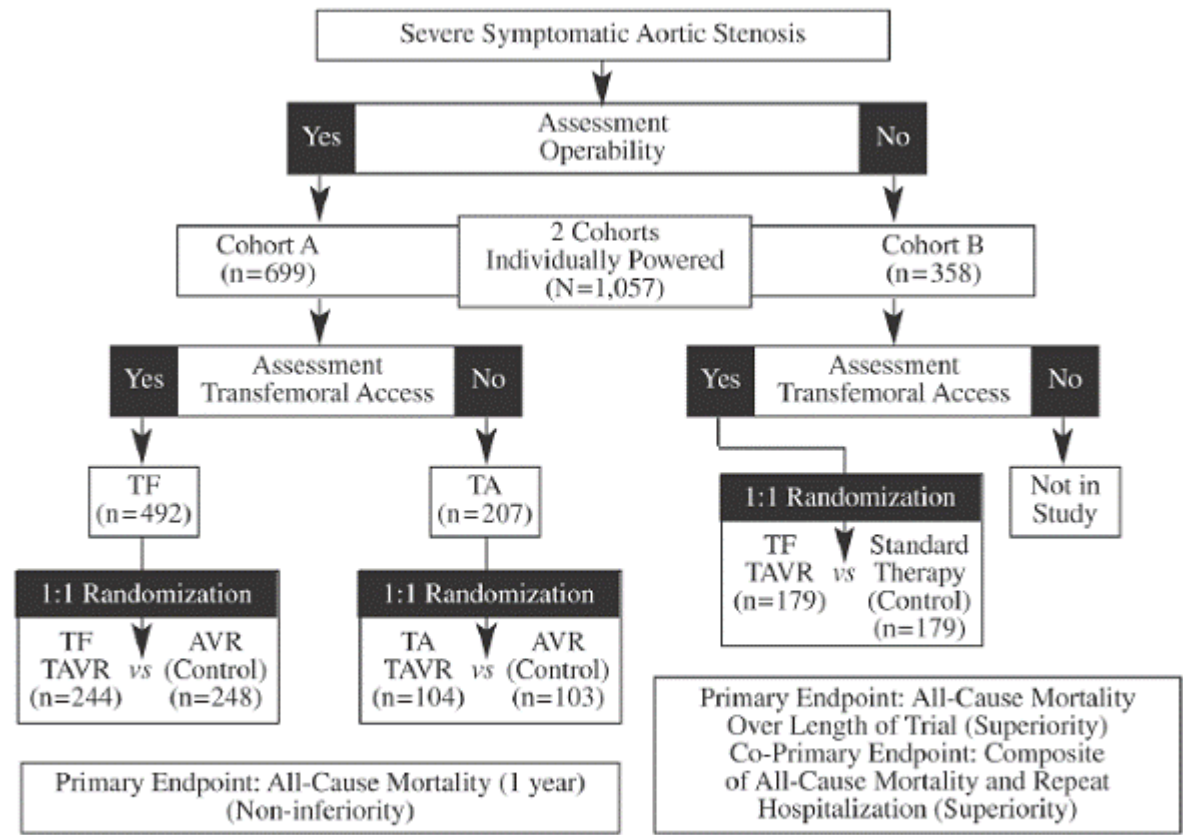 Severe Symptomatic Aortic Stenosis
Yes
Assessment
Operability
No
Cohort A
(n=699)
2 Cohorts
Individually Powered
(N=1,057)
Cohort B
(n=358)
Yes
Assessment
Transfemoral Access
No
Yes
Assessment
Transfemoral Access
No
TF
(n=492)
TA
(n=207)
1:1 Randomization
TF
TAVR
(n=244)
vs
AVR
(Control)
(n=248)
1:1 Randomization
TA
TAVR
(n=104)
vs
AVR
(Control)
(n=103)
1:1 Randomization
TF
TAVR
(n=179)
vs
Standard
Therapy
(Control)
(n=179)
Not in
Study
Primary Endpoint: All-Cause Mortality (1 year)
(Non-inferiority)
Primary Endpoint: All-Cause Mortality
Over Length of Trial (Superiority)
Co-Primary Endpoint: Composite
of All-Cause Mortality and Repeat
Hospitalization (Superiority)